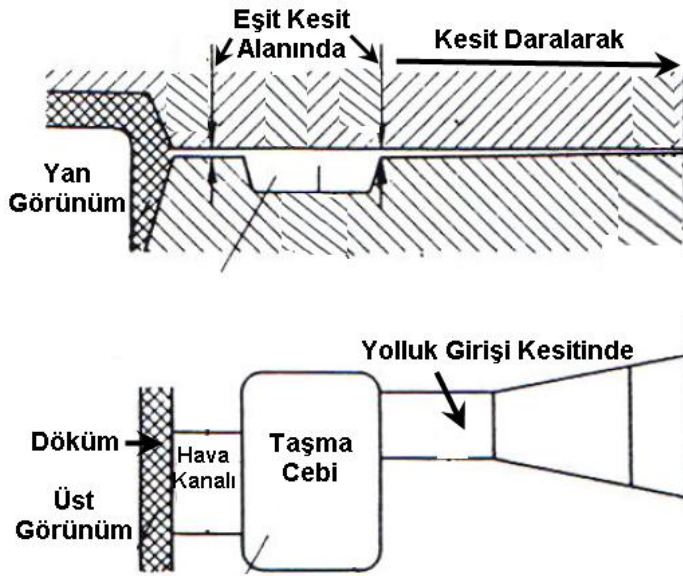 Eşit Kesit
Alanında
Kesit Daralarak
Yan
Görünüm
Yolluk Girişi Kesitinde
Döküm
Hava
Kanalı
Taşma
Cebi
Üst
Görünüm